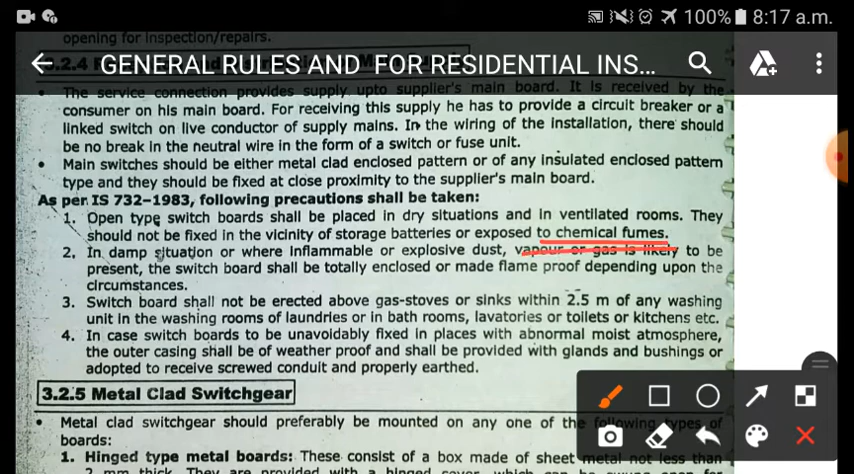 100% 8:17 a.m.
opening for inspection/repairs.
GENERAL RULES AND FOR RESIDENTIAL INS...
3.2.4
• The service connection provides supply upto supplier's main board. It is received by the
consumer on his main board. For receiving this supply he has to provide a circuit breaker or a
linked switch on live conductor of supply mains. In the wiring of the installation, there should
be no break in the neutral wire in the form of a switch or fuse unit.
• Main switches should be either metal clad enclosed pattern or of any insulated enclosed pattern
type and they should be fixed at close proximity to the supplier's main board.
As per IS 732–1983, following precautions shall be taken:
1. Open type switch boards shall be placed in dry situations and in ventilated rooms. They
should not be fixed in the vicinity of storage batteries or exposed to chemical fumes.
2. In damp situation or where inflammable or explosive dust, vapour or gas is likely to be
present, the switch board shall be totally enclosed or made flame proof depending upon the
circumstances.
3. Switch board shall not be erected above gas-stoves or sinks within 2.5 m of any washing
unit in the washing rooms of laundries or in bath rooms, lavatories or toilets or kitchens etc.
4. In case switch boards to be unavoidably fixed in places with abnormal moist atmosphere,
the outer casing shall be of weather proof and shall be provided with glands and bushings or
adopted to receive screwed conduit and properly earthed.
3.2.5 Metal Clad Switchgear
• Metal clad switchgear should preferably be mounted on any one of the following types of
boards:
1. Hinged type metal boards: These consist of a box made of sheet metal not less than
2 mm thick. They are provided with a hinged cover